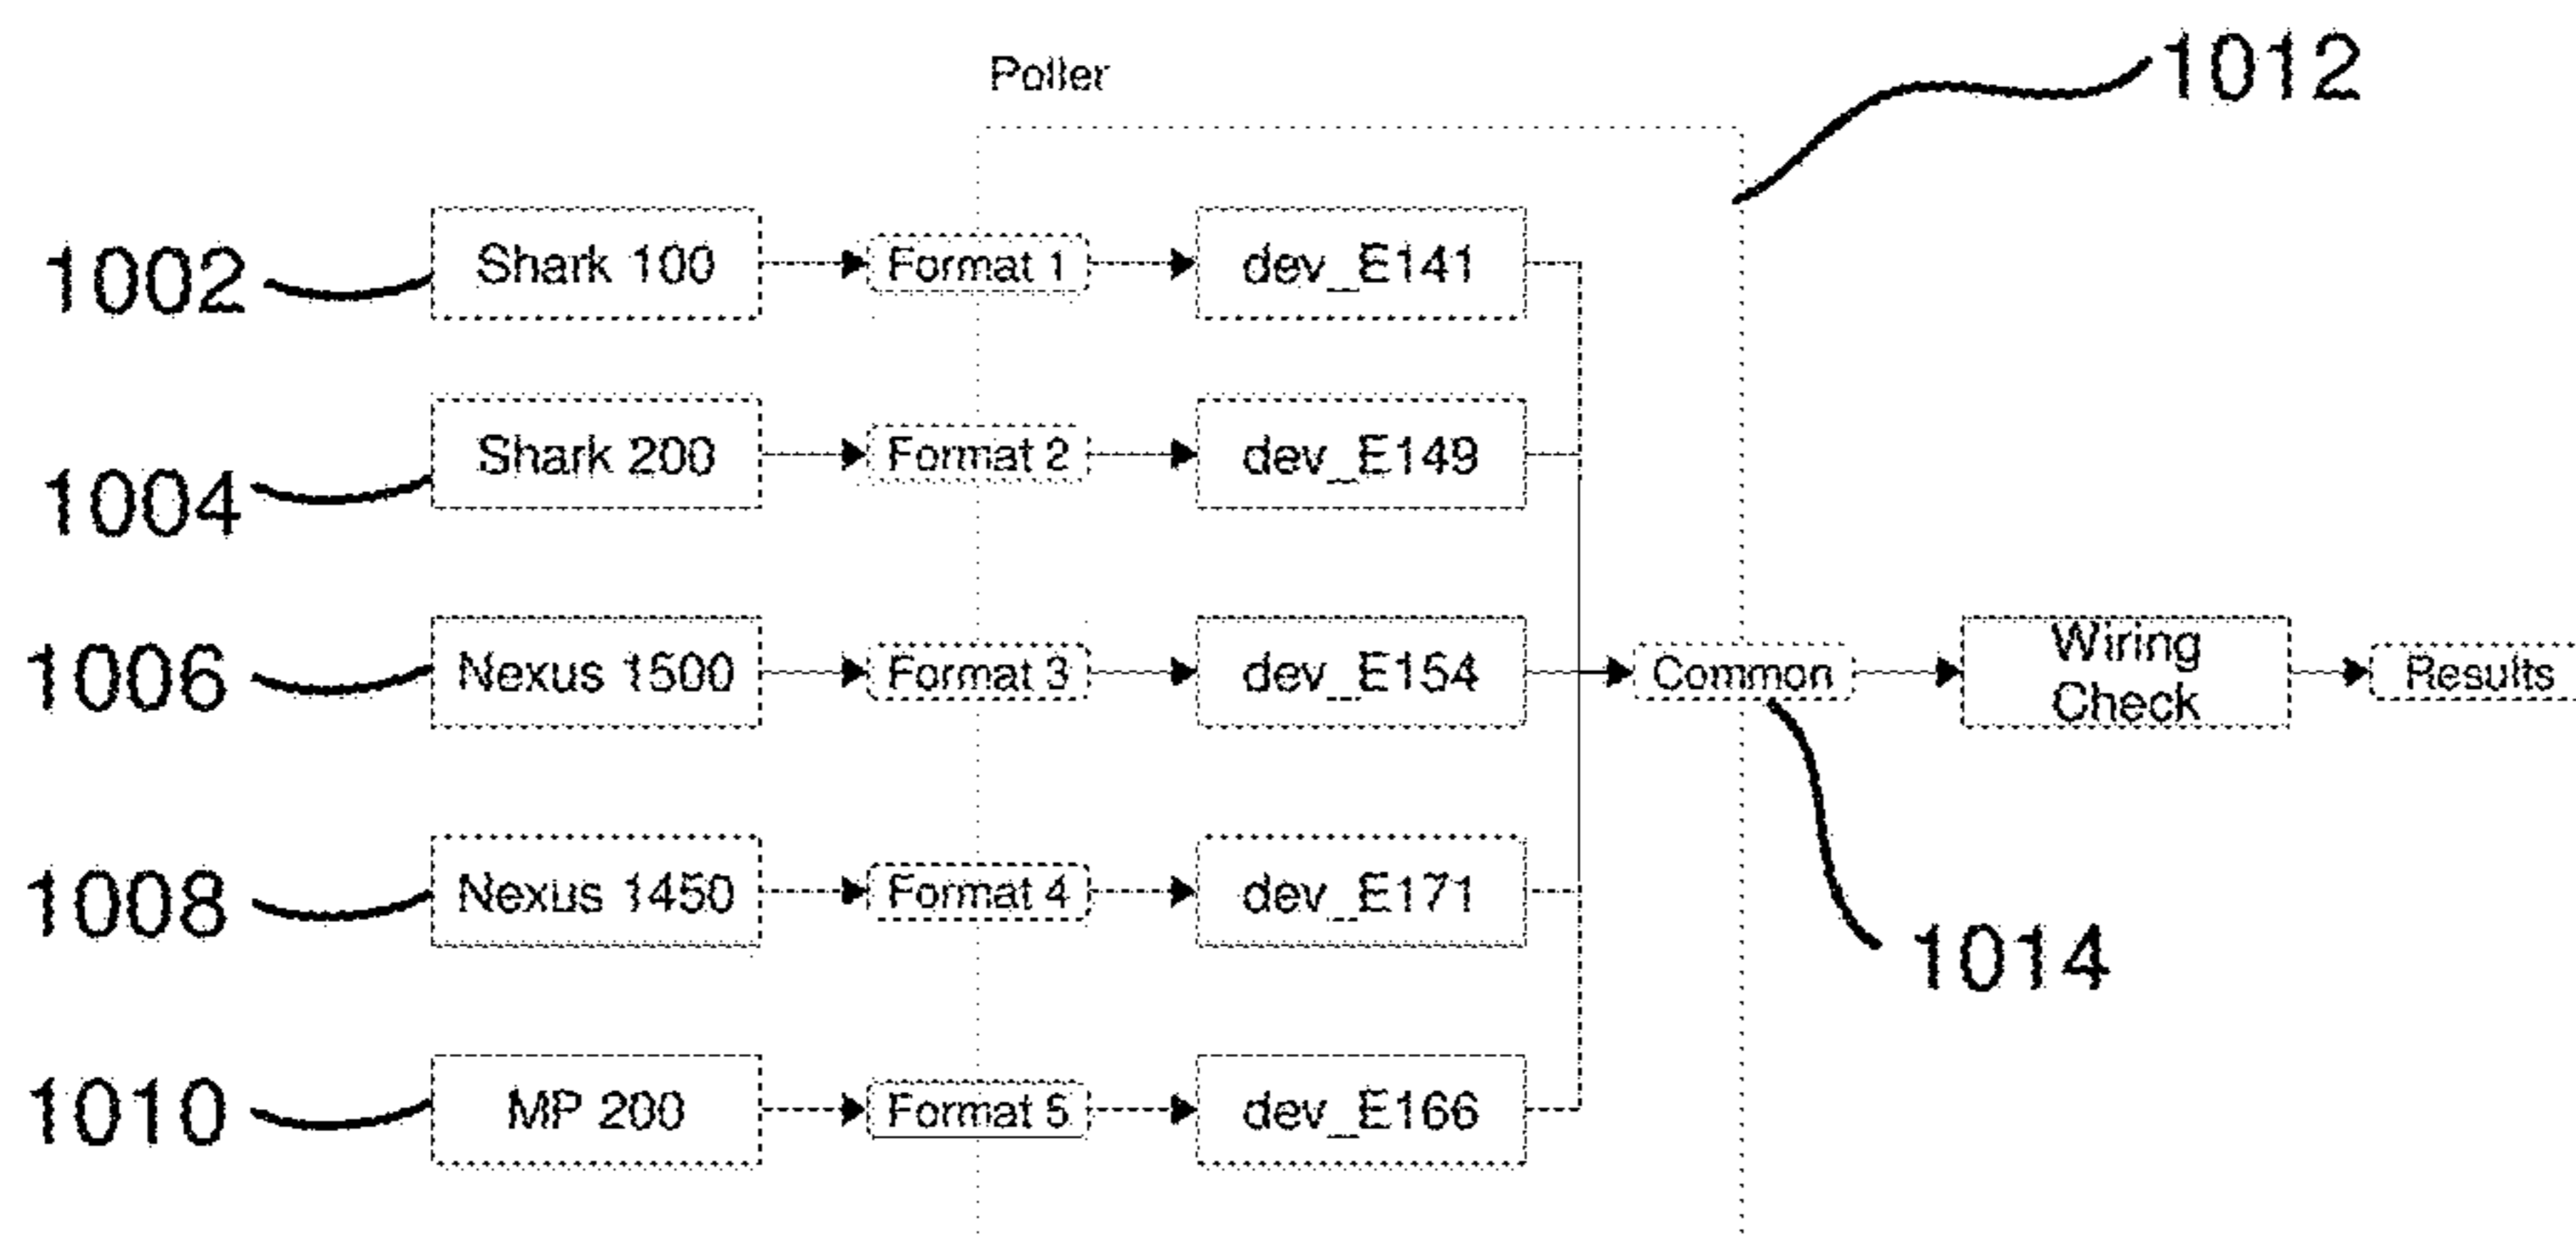 Poller
1012
1002
Shark 100
Format 1
dev_E141
1004
Shark 200
Format 2
dev_E149
1006
Nexus 1500
Format 3
dev_E154
Common
Wiring
Check
Results
1008
Nexus 1450
Format 4
dev_E171
1014
1010
MP 200
Format 5
dev_E166